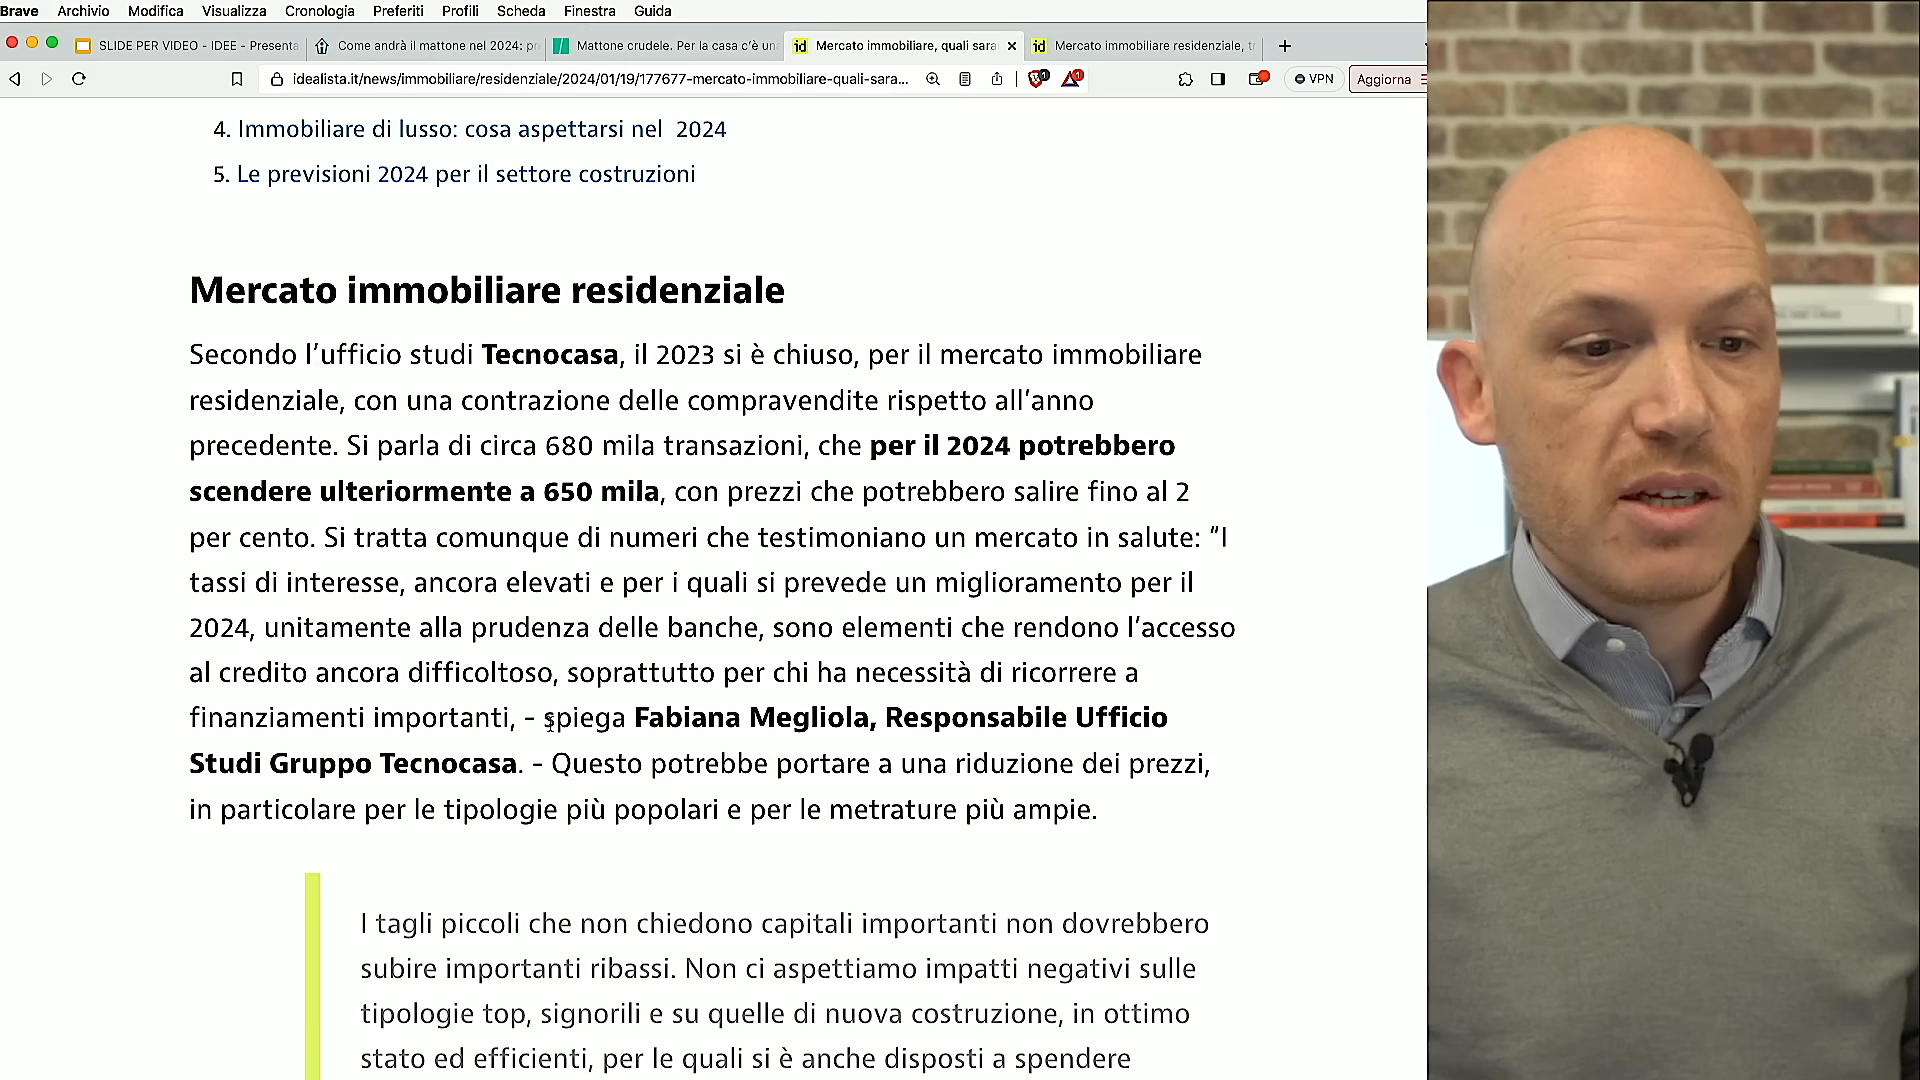 Brave Archivio Modifica Visualizza Cronologia Preferiti Profili Scheda Finestra Guida
SLIDE PER VIDEO - IDEE - Presenta
Come andrà il mattone nel 2024: pr
Mattone crudele. Per la casa c'è un
id Mercato immobiliare, quali sara
id Mercato immobiliare residenziale, t
idealista.it/news/immobiliare/residenziale/2024/01/19/177677-mercato-immobiliare-quali-sara...
VPN
Aggiorna
4. Immobiliare di lusso: cosa aspettarsi nel 2024
5. Le previsioni 2024 per il settore costruzioni
Mercato immobiliare residenziale
Secondo l'ufficio studi Tecnocasa, il 2023 si è chiuso, per il mercato immobiliare
residenziale, con una contrazione delle compravendite rispetto all'anno
precedente. Si parla di circa 680 mila transazioni, che per il 2024 potrebbero
scendere ulteriormente a 650 mila, con prezzi che potrebbero salire fino al 2
per cento. Si tratta comunque di numeri che testimoniano un mercato in salute: "I
tassi di interesse, ancora elevati e per i quali si prevede un miglioramento per il
2024, unitamente alla prudenza delle banche, sono elementi che rendono l'accesso
al credito ancora difficoltoso, soprattutto per chi ha necessità di ricorrere a
finanziamenti importanti, - spiega Fabiana Megliola, Responsabile Ufficio
Studi Gruppo Tecnocasa. - Questo potrebbe portare a una riduzione dei prezzi,
in particolare per le tipologie più popolari e per le metrature più ampie.
I tagli piccoli che non chiedono capitali importanti non dovrebbero
subire importanti ribassi. Non ci aspettiamo impatti negativi sulle
tipologie top, signorili e su quelle di nuova costruzione, in ottimo
stato ed efficienti, per le quali si è anche disposti a spendere